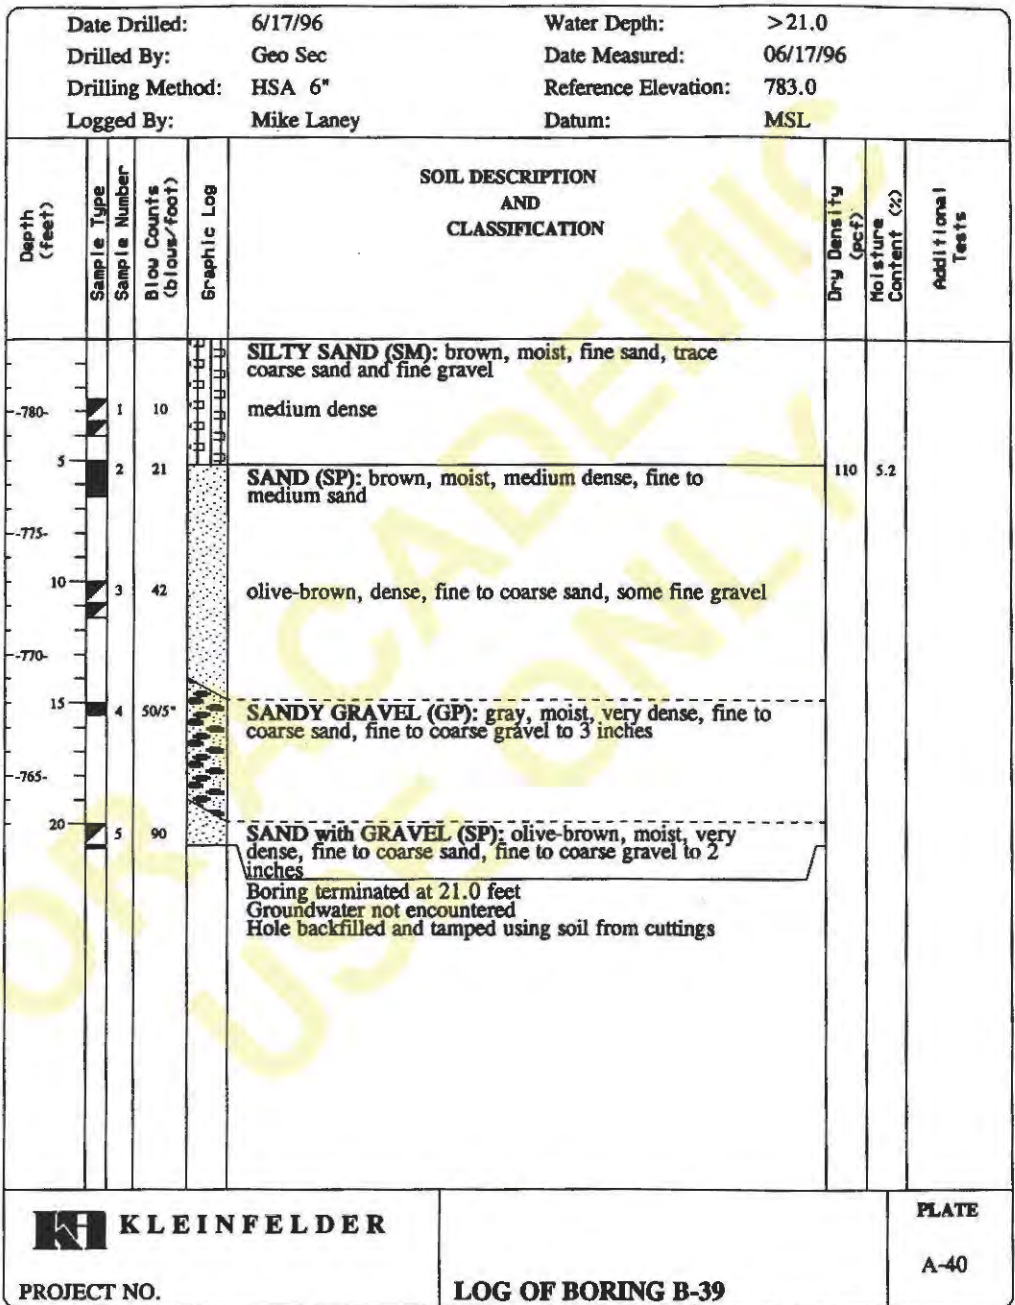 Date Drilled: 6/17/96 Water Depth: >21.0
Drilled By: Geo Sec Date Measured: 06/17/96
Drilling Method: HSA 6" Reference Elevation: 783.0
Logged By: Mike Laney Datum: MSL
Depth (feet)
Sample Type
Sample Number
Blow Counts (blows/foot)
Graphic Log
SOIL DESCRIPTION
AND
CLASSIFICATION
Dry Density (pcf)
Moisture Content (%)
Additional Tests
SILTY SAND (SM): brown, moist, fine sand, trace
coarse sand and fine gravel
-780- 1 10 medium dense
5 2 21 SAND (SP): brown, moist, medium dense, fine to 110 5.2
medium sand
-775-
10 3 42 olive-brown, dense, fine to coarse sand, some fine gravel
-770-
15 4 50/5" SANDY GRAVEL (GP): gray, moist, very dense, fine to
coarse sand, fine to coarse gravel to 3 inches
-765-
20 5 90 SAND with GRAVEL (SP): olive-brown, moist, very
dense, fine to coarse sand, fine to coarse gravel to 2
inches
Boring terminated at 21.0 feet
Groundwater not encountered
Hole backfilled and tamped using soil from cuttings
OR ACADEMIC
USE ONLY
KLEINFELDER
PLATE
A-40
PROJECT NO. LOG OF BORING B-39